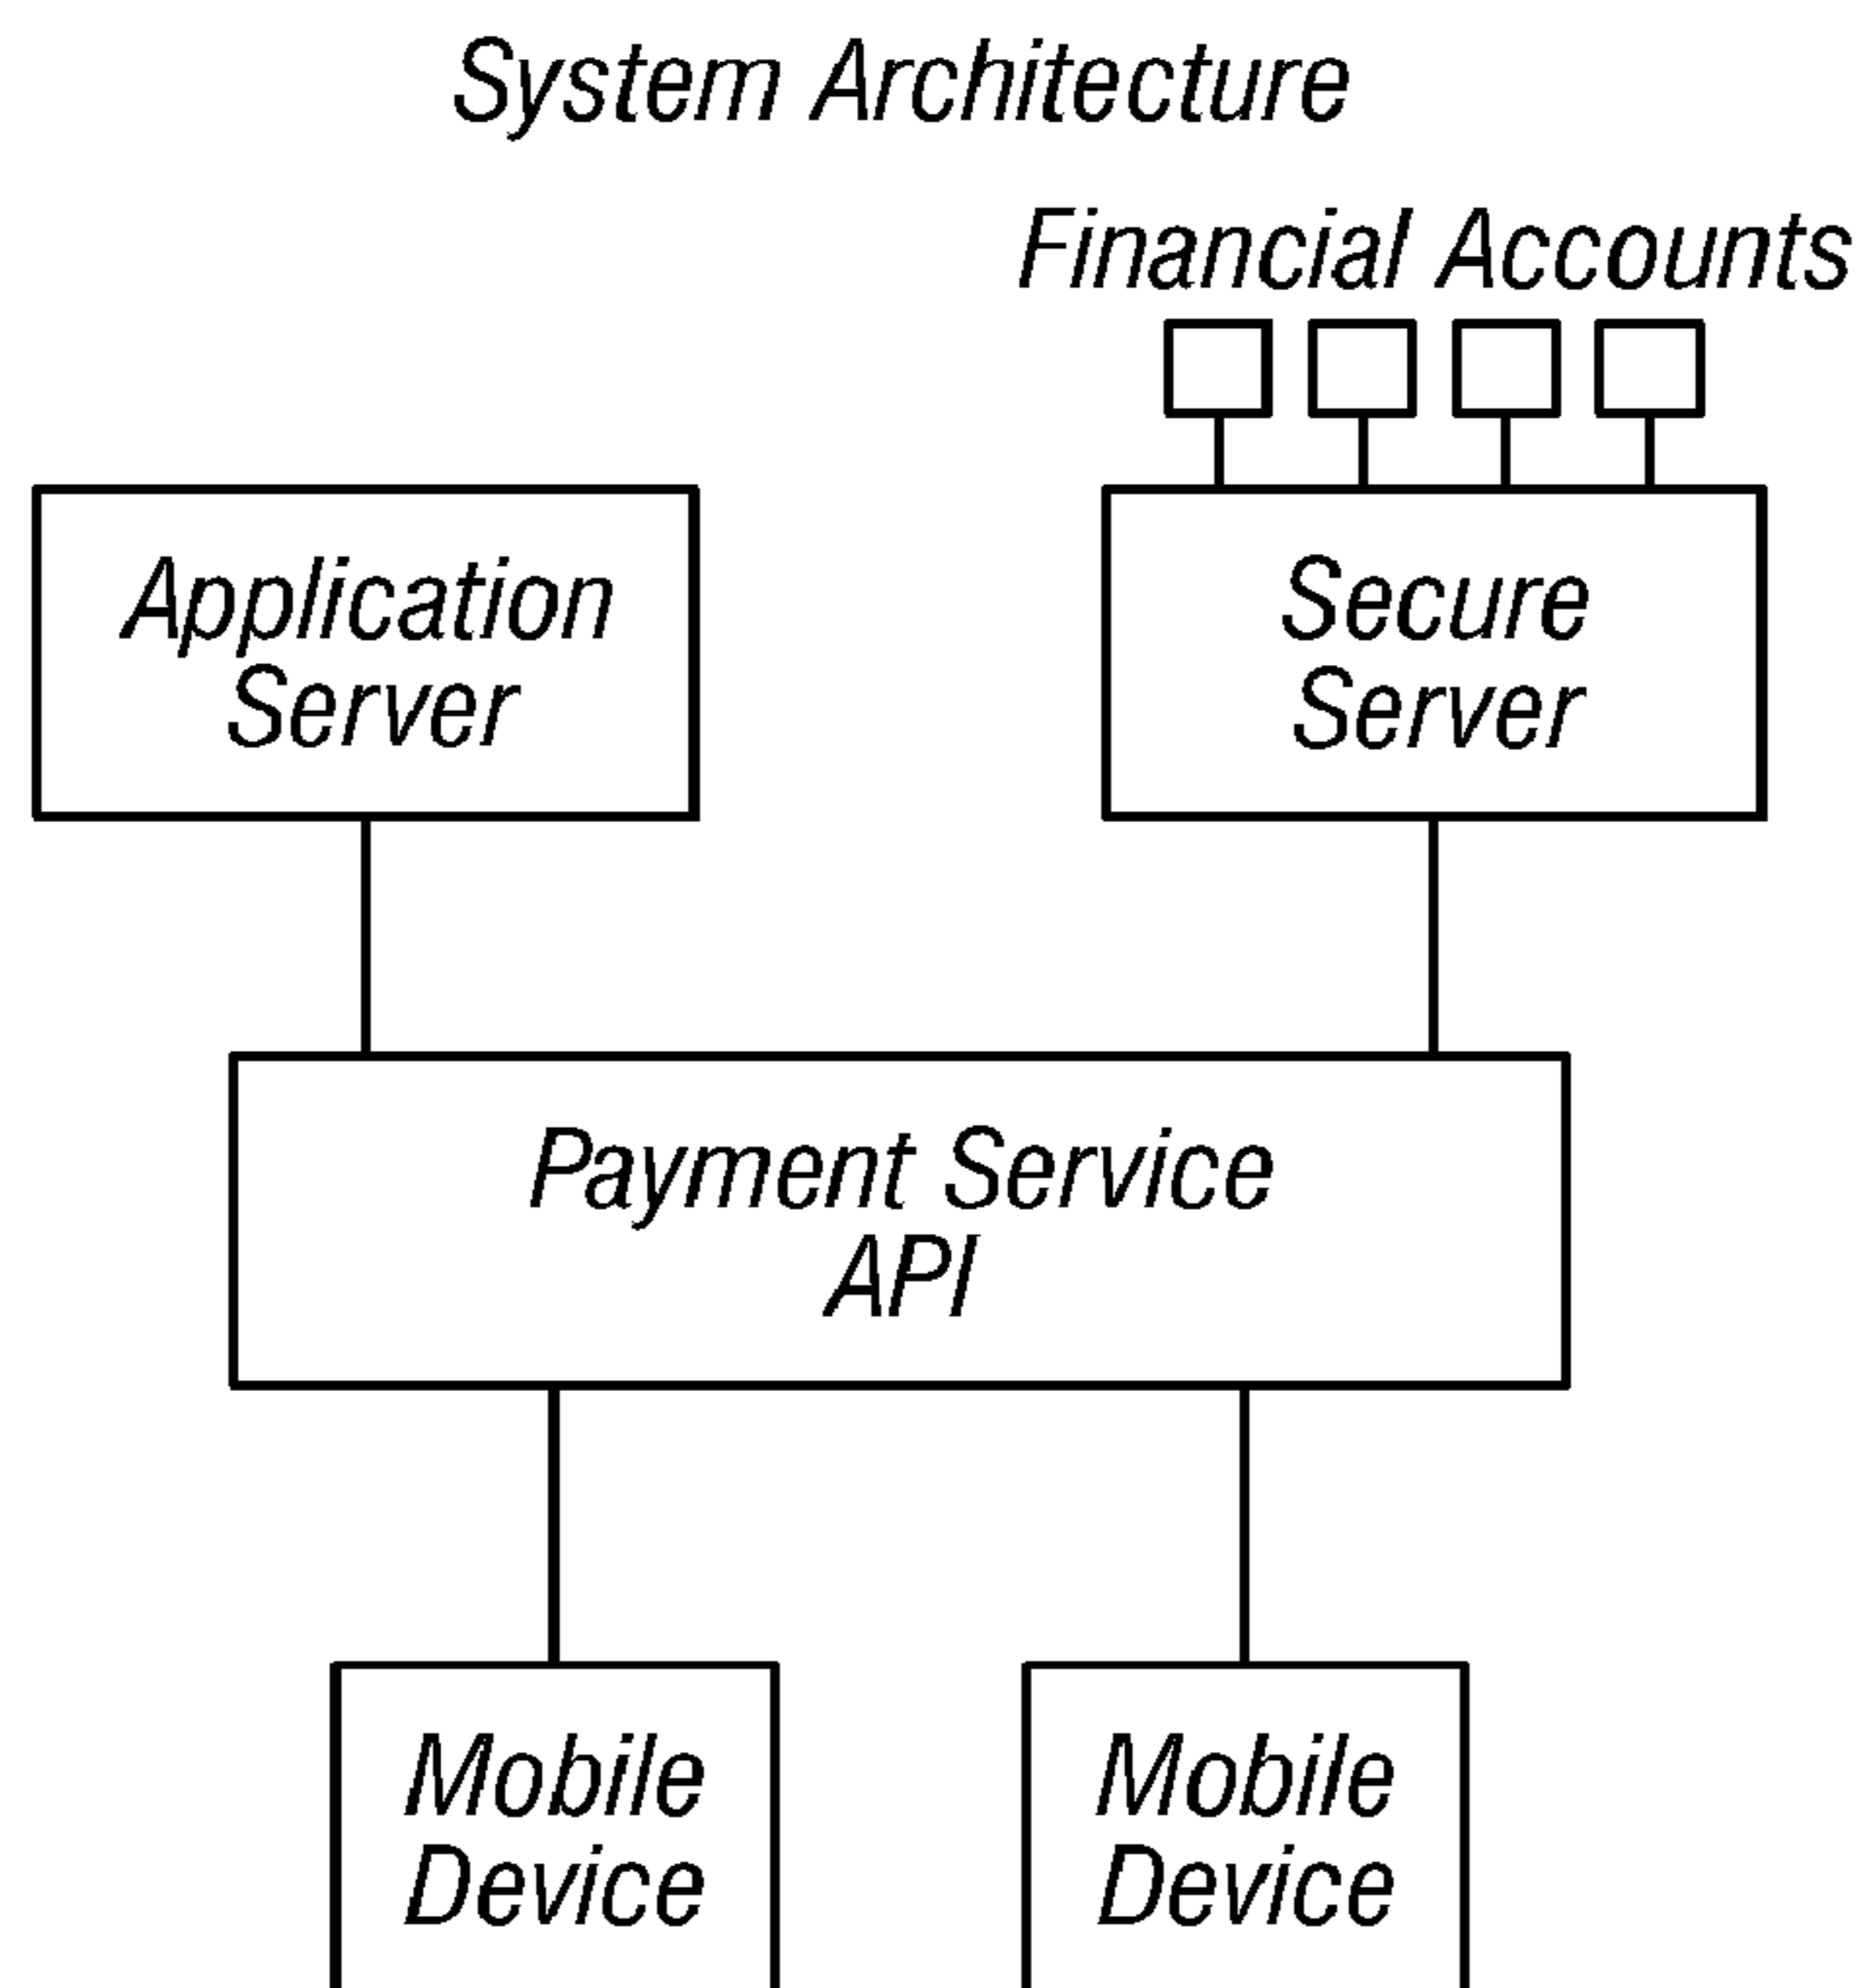 System Architecture
Financial Accounts
Application
Server
Secure
Server
Payment Service
API
Mobile
Device
Mobile
Device